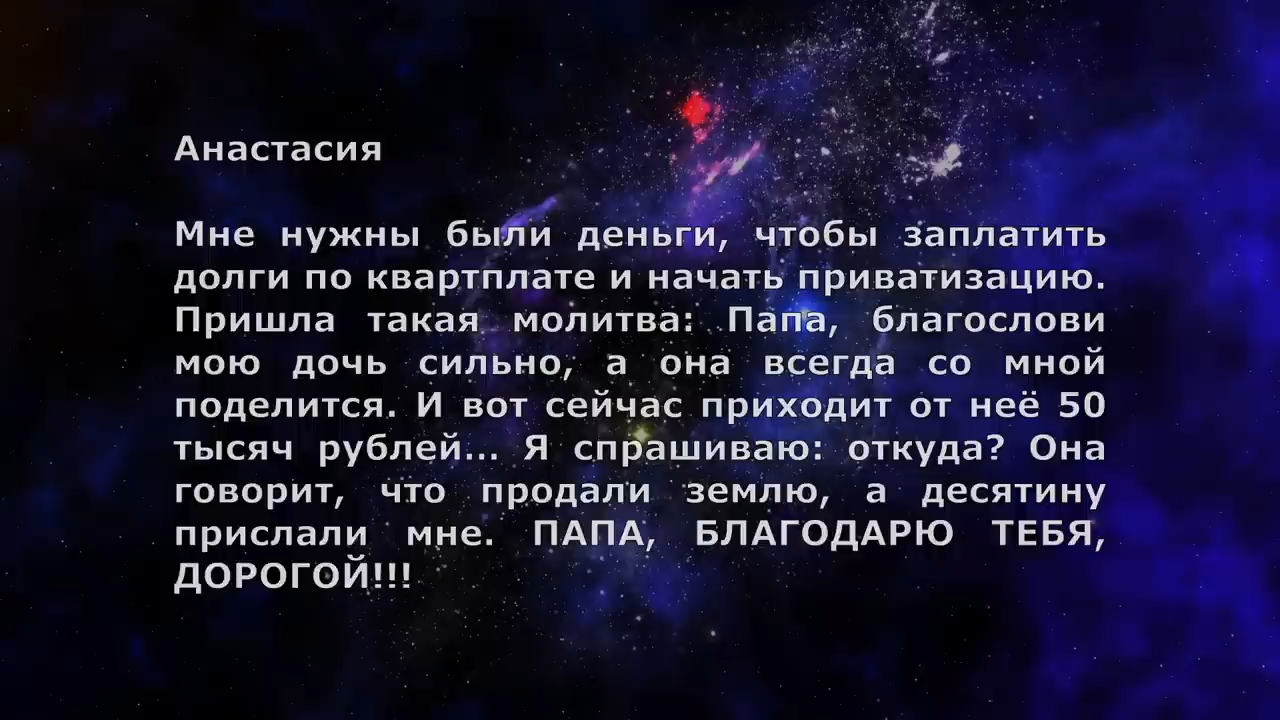 Анастасия
Мне нужны были деньги, чтобы заплатить
долги по квартплате и начать приватизацию.
Пришла такая молитва: Папа, благослови
мою дочь сильно, а она всегда со мной
поделится. И вот сейчас приходит от неё 50
тысяч рублей... Я спрашиваю: откуда? Она
говорит, что продали землю, а десятину
прислали мне. ПАПА, БЛАГОДАРЮ ТЕБЯ,
ДОРОГОЙ!!!